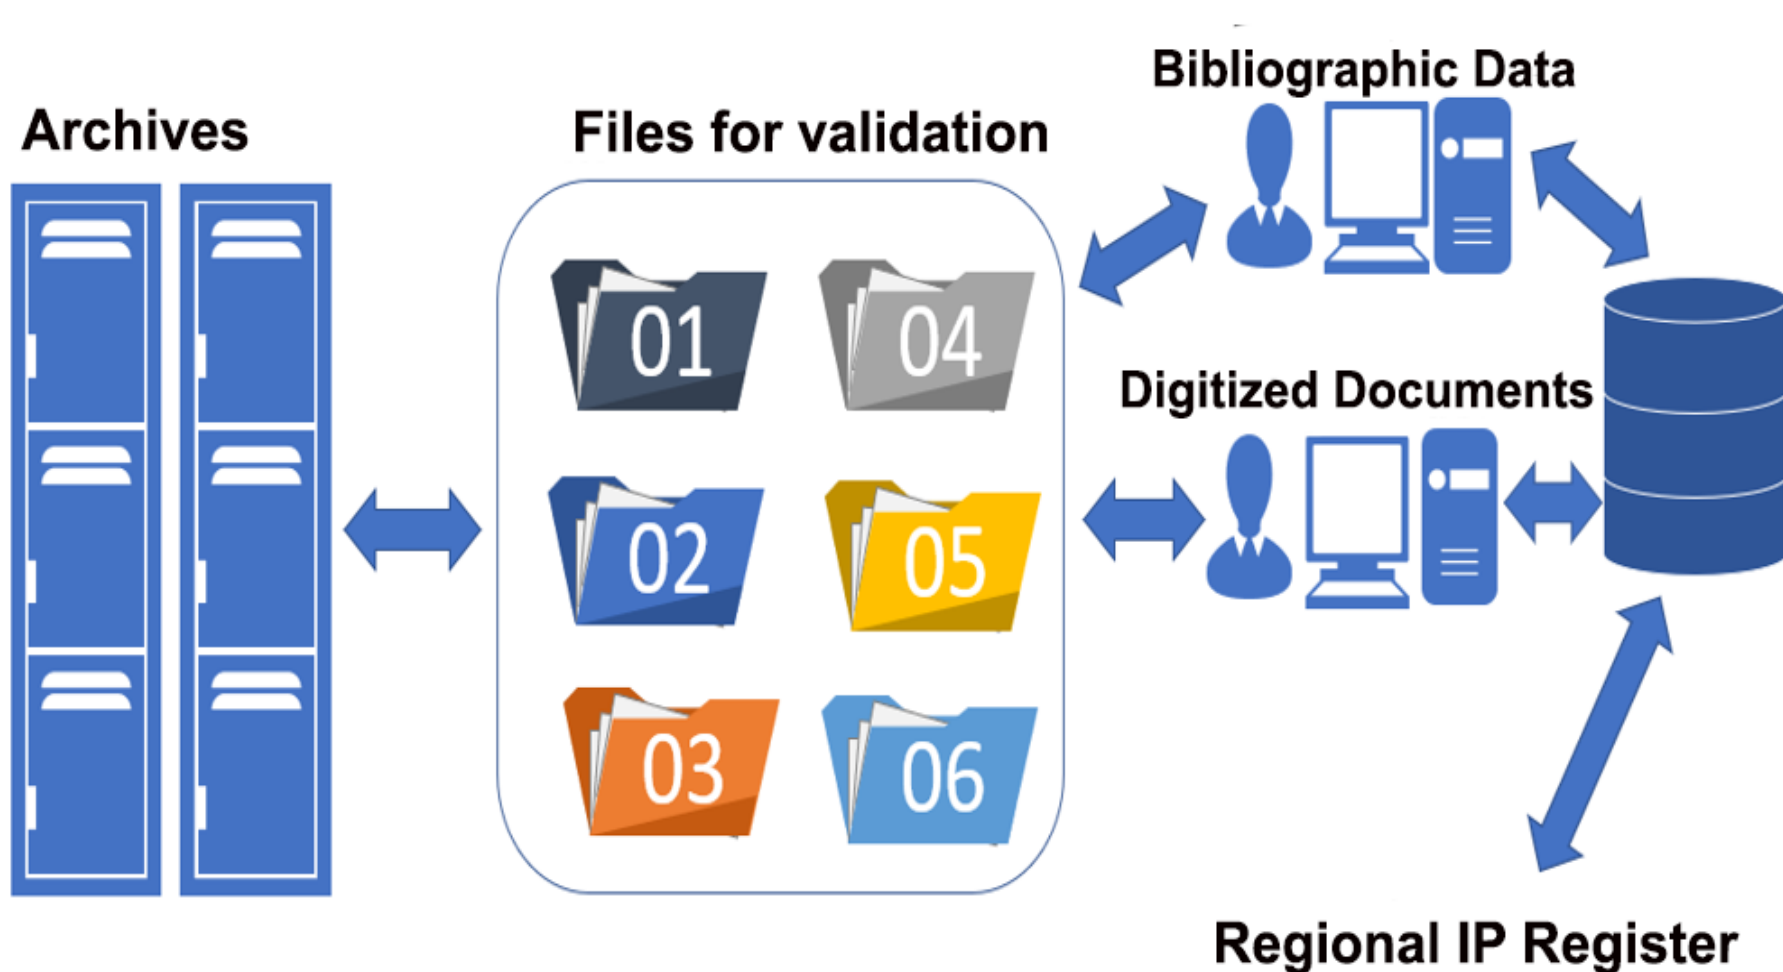 Archives
Files for validation
01
04
02
05
03
06
Bibliographic Data
Digitized Documents
Regional IP Register